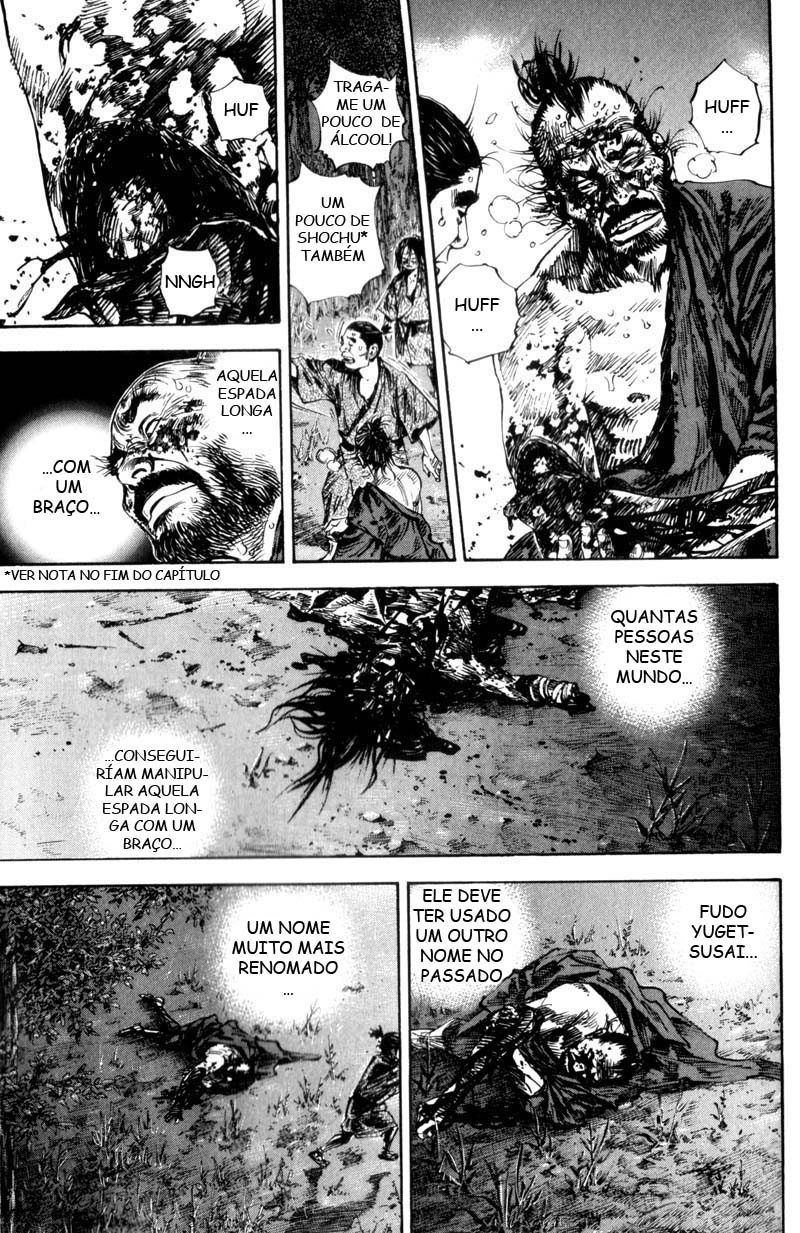 HUFF
...
HUFF
...
TRAGA-
ME UM
POUCO DE
ÁLCOOL!
UM
POUCO DE
SHOCHU*
TAMBÉM
HUF
NNGH
AQUELA
ESPADA
LONGA
...
...COM
UM
BRAÇO...
*VER NOTA NO FIM DO CAPÍTULO
QUANTAS
PESSOAS
NESTE
MUNDO...
...CONSEGUI-
RÍAM MANIPU-
LAR AQUELA
ESPADA LON-
GA COM UM
BRAÇO...
FUDO
YUGET-
SUSAI...
ELE DEVE
TER USADO
UM OUTRO
NOME NO
PASSADO
UM NOME
MUITO MAIS
RENOMADO
...